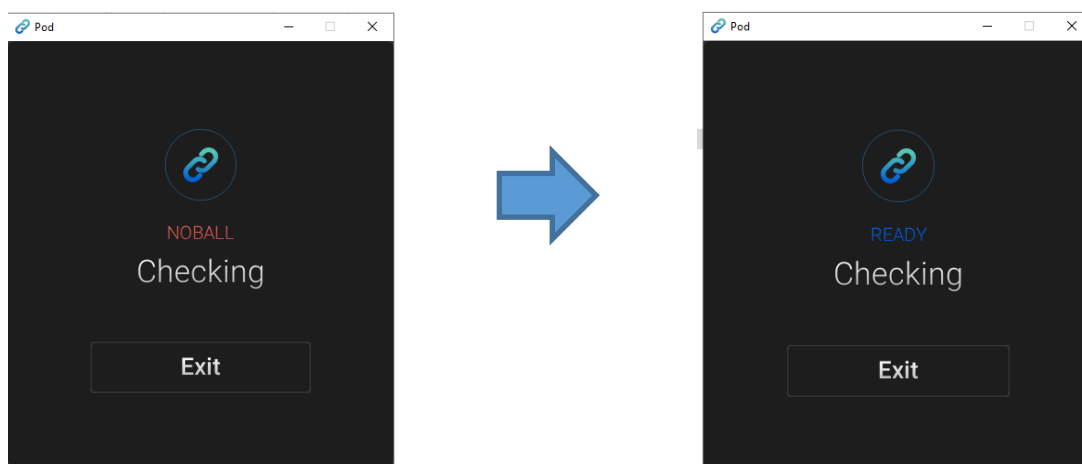 Pod
NOBALL
Checking
Exit
Pod
READY
Checking
Exit